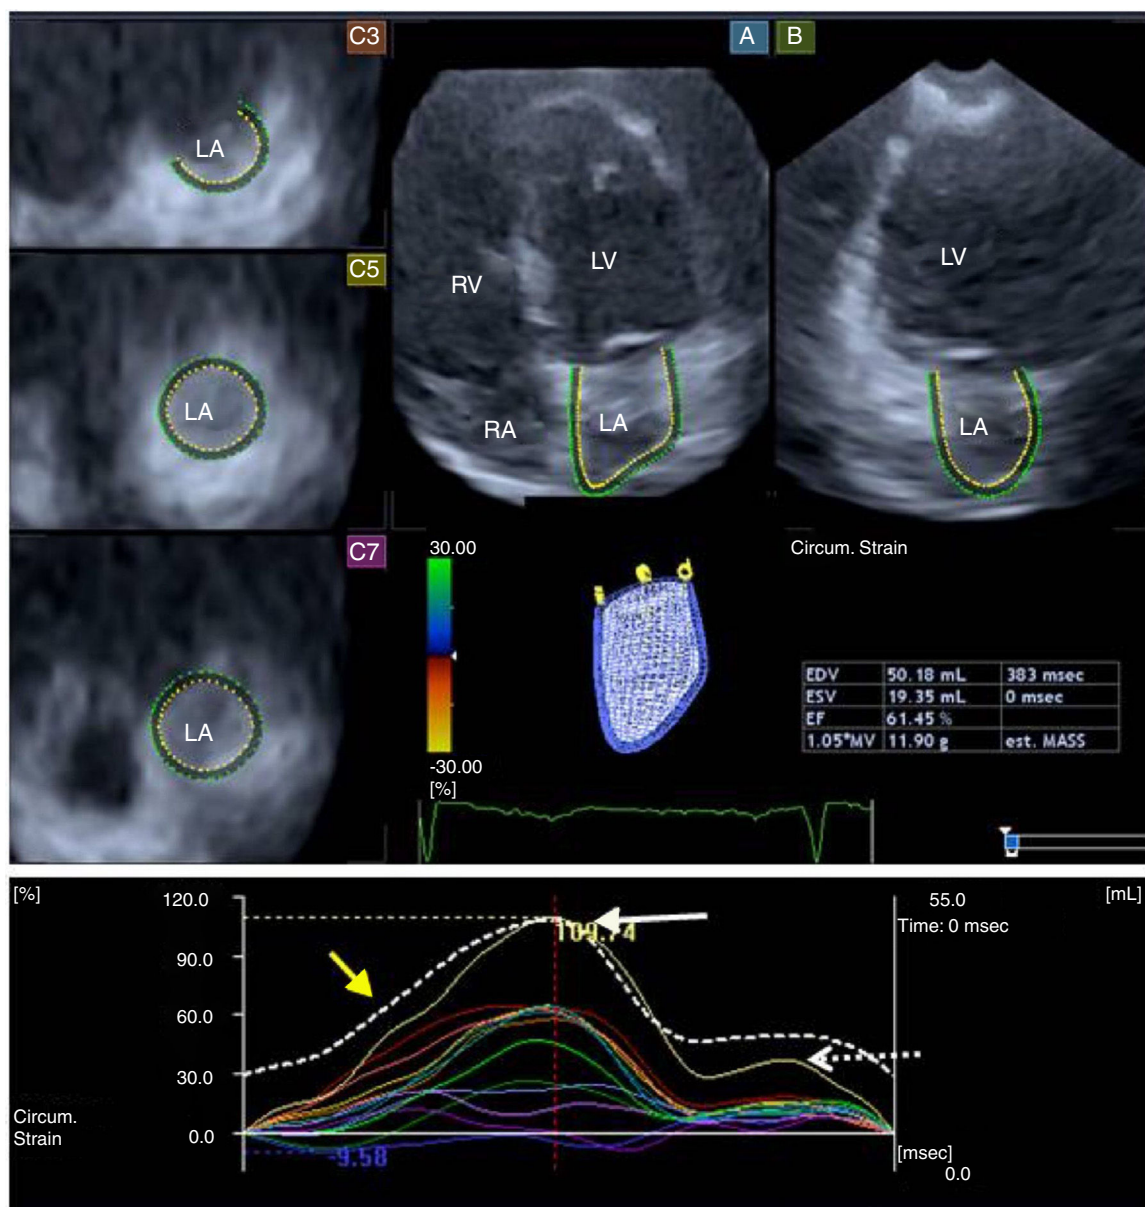 C3
A
B
LA
LV
LV
RV
C5
LA
RA
LA
LA
C7
LA
30.00
-30.00
[%]
Circum. Strain
EDV 50.18 mL 383 msec
ESV 19.35 mL 0 msec
EF 61.45 %
1.05*MV 11.90 g est. MASS
[%]
120.0
55.0
[mL]
Time: 0 msec
109.74
90.0
60.0
30.0
Circum.
Strain
0.0
-9.58
[msec]
0.0